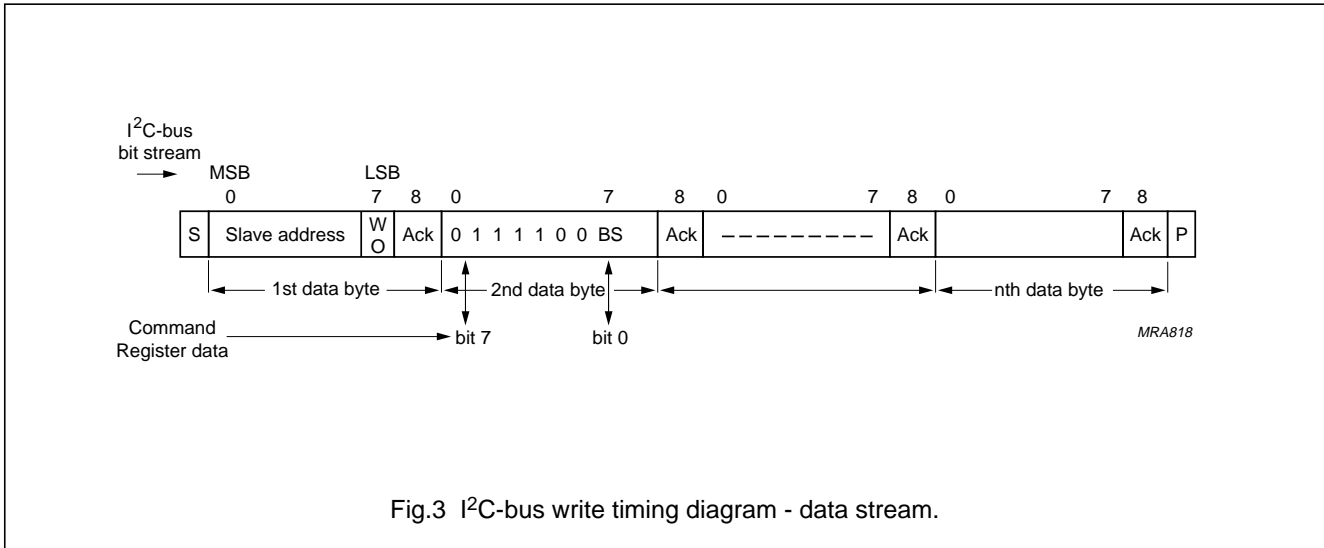 I²C-bus
bit stream
MSB LSB
0 7 8 0 7 8 0 7 8 0 7 8
S Slave address WO Ack 0 1 1 1 1 0 0 BS Ack – – – – – – – – – Ack Ack P
1st data byte 2nd data byte nth data byte
Command
Register data
bit 7 bit 0
MRA818
Fig.3 I²C-bus write timing diagram - data stream.